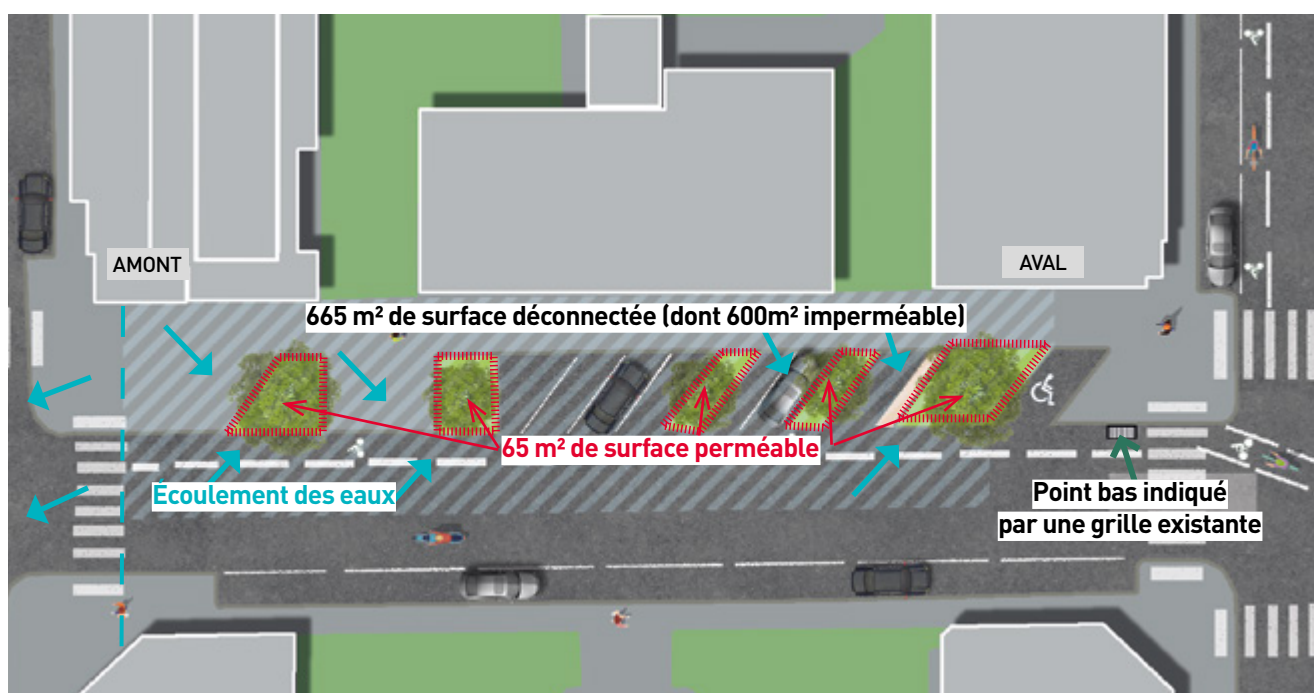 AMONT
AVAL
665 m² de surface déconnectée (dont 600m² imperméable)
65 m² de surface perméable
Écoulement des eaux
Point bas indiqué
par une grille existante